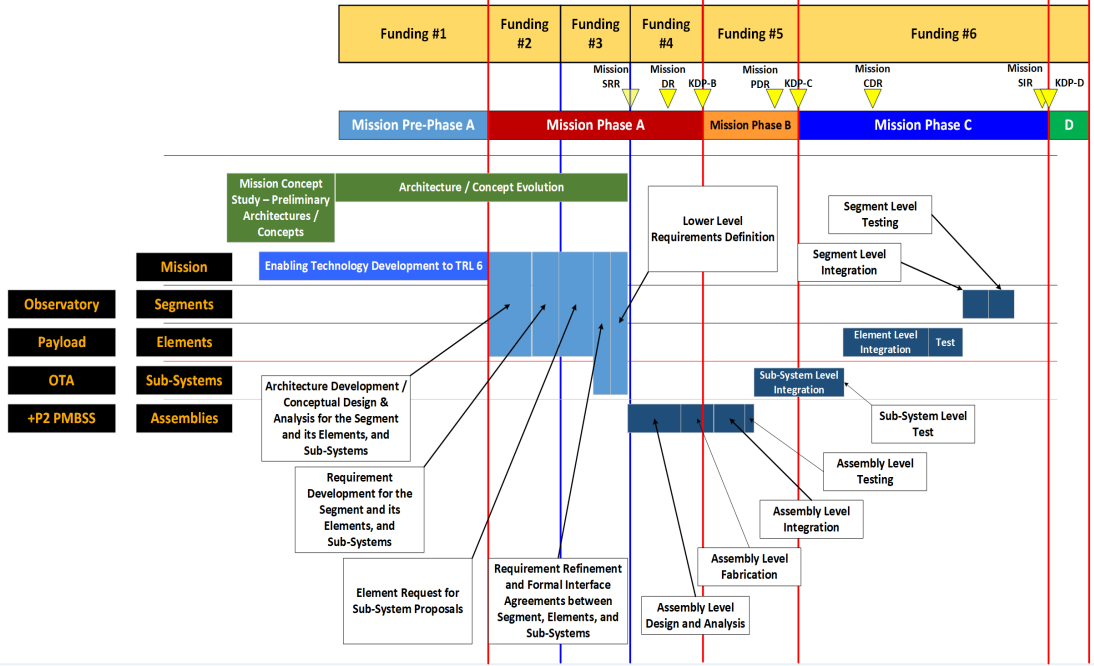 Funding #1
Funding
#2
Funding
#3
Funding
#4
Funding #5
Funding #6
Mission
SRR
Mission
DR
KDP-B
Mission
PDR
KDP-C
Mission
CDR
Mission
SIR
KDP-D
Mission Pre-Phase A
Mission Phase A
Mission Phase B
Mission Phase C
D
Mission Concept
Study – Preliminary
Architectures /
Concepts
Architecture / Concept Evolution
Lower Level
Requirements Definition
Segment Level
Testing
Segment Level
Integration
Mission
Enabling Technology Development to TRL 6
Observatory
Segments
Payload
Elements
Element Level
Integration
Test
OTA
Sub-Systems
Sub-System Level
Integration
+P2 PMBSS
Assemblies
Architecture Development /
Conceptual Design &
Analysis for the Segment
and its Elements, and
Sub-Systems
Sub-System Level
Test
Assembly Level
Testing
Requirement
Development for the
Segment and its
Elements, and
Sub-Systems
Assembly Level
Integration
Assembly Level
Fabrication
Element Request for
Sub-System Proposals
Requirement Refinement
and Formal Interface
Agreements between
Segment, Elements, and
Sub-Systems
Assembly Level
Design and Analysis